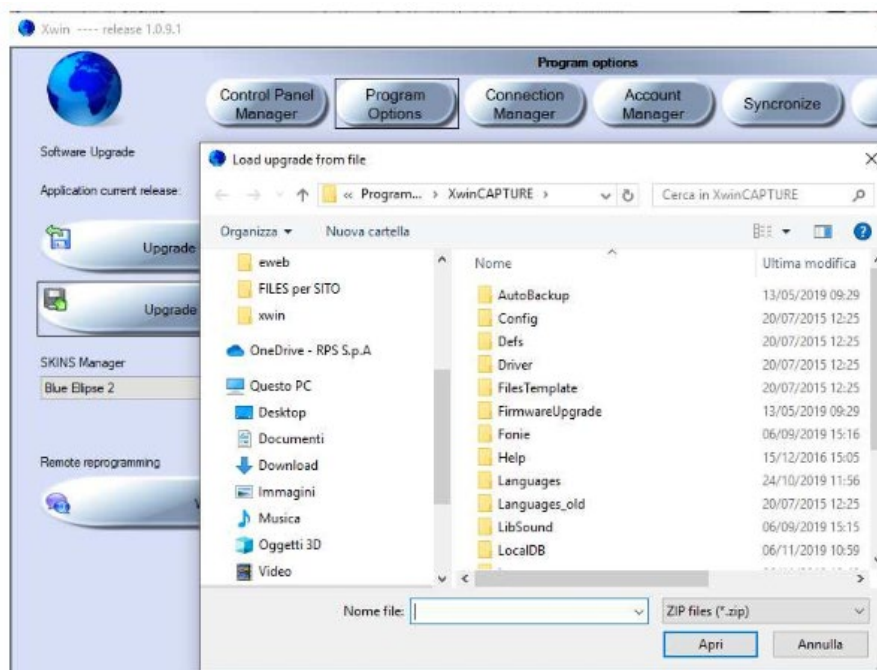 Xwin ---- release 1.0.9.1
Program options
Control Panel Manager
Program Options
Connection Manager
Account Manager
Syncronize
Software Upgrade
Application current release:
Upgrade
Upgrade
SKINS Manager
Blue Elipse 2
Remote reprogramming
Load upgrade from file
« Program... > XwinCAPTURE >
Cerca in XwinCAPTURE
Organizza
Nuova cartella
eweb
FILES per SITO
xwin
OneDrive - RPS S.p.A
Questo PC
Desktop
Documenti
Download
Immagini
Musica
Oggetti 3D
Video
Nome Ultima modifica
AutoBackup 13/05/2019 09:29
Config 20/07/2015 12:25
Defs 20/07/2015 12:25
Driver 20/07/2015 12:25
FilesTemplate 20/07/2015 12:25
FirmwareUpgrade 13/05/2019 09:29
Fonie 06/09/2019 15:16
Help 15/12/2016 15:05
Languages 24/10/2019 11:56
Languages_old 20/07/2015 12:25
LibSound 06/09/2019 15:15
LocalDB 06/11/2019 10:59
Nome file:
ZIP files (*.zip)
Apri
Annulla